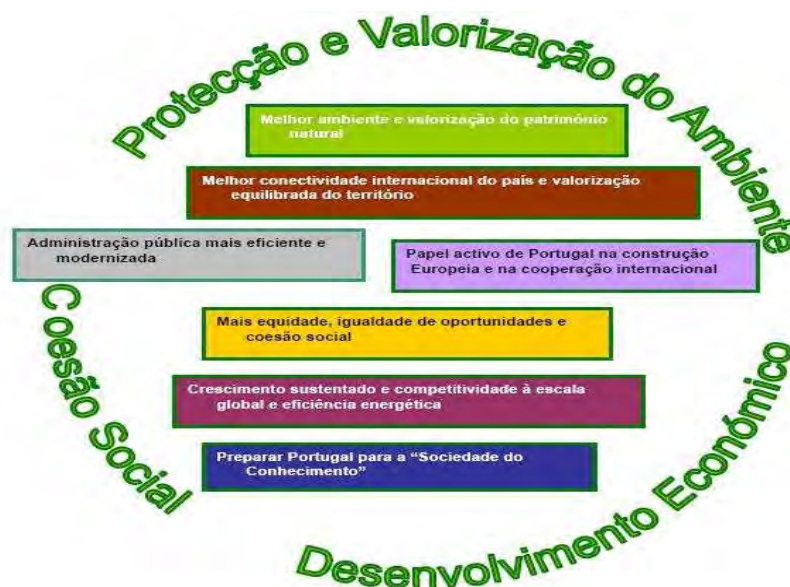 Protecção e Valorização do Ambiente
Melhor ambiente e valorização do património
natural
Melhor conectividade internacional do país e valorização
equilibrada do território
Administração pública mais eficiente e
modernizada
Papel activo de Portugal na construção
Europeia e na cooperação internacional
Mais equidade, igualdade de oportunidades e
coesão social
Crescimento sustentado e competitividade à escala
global e eficiência energética
Preparar Portugal para a “Sociedade do
Conhecimento”
Coesão Social
Desenvolvimento Económico